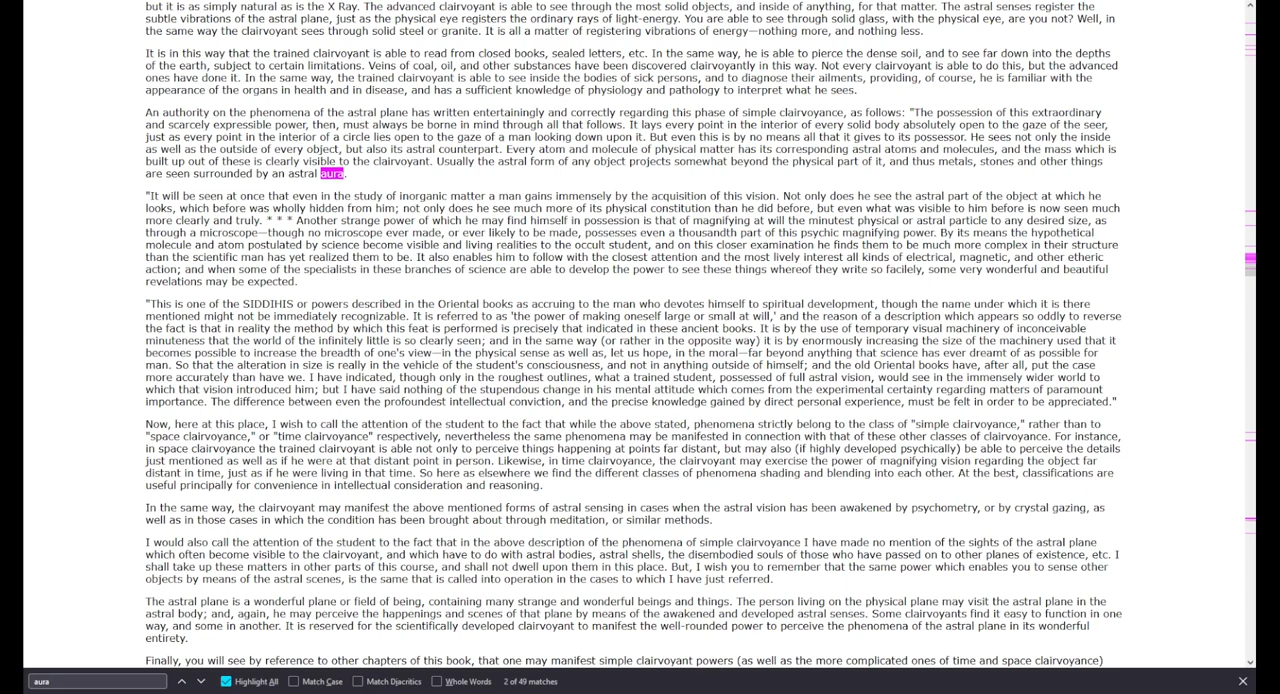 but it is as simply natural as is the X Ray. The advanced clairvoyant is able to see through the most solid objects, and inside of anything, for that matter. The astral senses register the
subtle vibrations of the astral plane, just as the physical eye registers the ordinary rays of light-energy. You are able to see through solid glass, with the physical eye, are you not? Well, in
the same way the clairvoyant sees through solid steel or granite. It is all a matter of registering vibrations of energy—nothing more, and nothing less.
It is in this way that the trained clairvoyant is able to read from closed books, sealed letters, etc. In the same way, he is able to pierce the dense soil, and to see far down into the depths
of the earth, subject to certain limitations. Veins of coal, oil, and other substances have been discovered clairvoyantly in this way. Not every clairvoyant is able to do this, but the advanced
ones have done it. In the same way, the trained clairvoyant is able to see inside the bodies of sick persons, and to diagnose their ailments, providing, of course, he is familiar with the
appearance of the organs in health and in disease, and has a sufficient knowledge of physiology and pathology to interpret what he sees.
An authority on the phenomena of the astral plane has written entertainingly and correctly regarding this phase of simple clairvoyance, as follows: "The possession of this extraordinary
and scarcely expressible power, then, must always be borne in mind through all that follows. It lays every point in the interior of every solid body absolutely open to the gaze of the seer,
just as every point in the interior of a circle lies open to the gaze of a man looking down upon it. But even this is by no means all that it gives to its possessor. He sees not only the inside
as well as the outside of every object, but also its astral counterpart. Every atom and molecule of physical matter has its corresponding astral atoms and molecules, and the mass which is
built up out of these is clearly visible to the clairvoyant. Usually the astral form of any object projects somewhat beyond the physical part of it, and thus metals, stones and other things
are seen surrounded by an astral aura.
"It will be seen at once that even in the study of inorganic matter a man gains immensely by the acquisition of this vision. Not only does he see the astral part of the object at which he
looks, which before was wholly hidden from him; not only does he see much more of its physical constitution than he did before, but even what was visible to him before is now seen much
more clearly and truly. * * * Another strange power of which he may find himself in possession is that of magnifying at will the minutest physical or astral particle to any desired size, as
through a microscope—though no microscope ever made, or ever likely to be made, possesses even a thousandth part of this psychic magnifying power. By its means the hypothetical
molecule and atom postulated by science become visible and living realities to the occult student, and on this closer examination he finds them to be much more complex in their structure
than the scientific man has yet realized them to be. It also enables him to follow with the closest attention and the most lively interest all kinds of electrical, magnetic, and other etheric
action; and when some of the specialists in these branches of science are able to develop the power to see these things whereof they write so facilely, some very wonderful and beautiful
revelations may be expected.
"This is one of the SIDDIHIS or powers described in the Oriental books as accruing to the man who devotes himself to spiritual development, though the name under which it is there
mentioned might not be immediately recognizable. It is referred to as 'the power of making oneself large or small at will,' and the reason of a description which appears so oddly to reverse
the fact is that in reality the method by which this feat is performed is precisely that indicated in these ancient books. It is by the use of temporary visual machinery of inconceivable
minuteness that the world of the infinitely little is so clearly seen; and in the same way (or rather in the opposite way) it is by enormously increasing the size of the machinery used that it
becomes possible to increase the breadth of one's view—in the physical sense as well as, let us hope, in the moral—far beyond anything that science has ever dreamt of as possible for
man. So that the alteration in size is really in the vehicle of the student's consciousness, and not in anything outside of himself; and the old Oriental books have, after all, put the case
more accurately than have we. I have indicated, though only in the roughest outlines, what a trained student, possessed of full astral vision, would see in the immensely wider world to
which that vision introduced him; but I have said nothing of the stupendous change in his mental attitude which comes from the experimental certainty regarding matters of paramount
importance. The difference between even the profoundest intellectual conviction, and the precise knowledge gained by direct personal experience, must be felt in order to be appreciated."
Now, here at this place, I wish to call the attention of the student to the fact that while the above stated, phenomena strictly belong to the class of "simple clairvoyance," rather than to
"space clairvoyance," or "time clairvoyance" respectively, nevertheless the same phenomena may be manifested in connection with that of these other classes of clairvoyance. For instance,
in space clairvoyance the trained clairvoyant is able not only to perceive things happening at points far distant, but may also (if highly developed psychically) be able to perceive the details
just mentioned as well as if he were at that distant point in person. Likewise, in time clairvoyance, the clairvoyant may exercise the power of magnifying vision regarding the object far
distant in time, just as if he were living in that time. So here as elsewhere we find the different classes of phenomena shading and blending into each other. At the best, classifications are
useful principally for convenience in intellectual consideration and reasoning.
In the same way, the clairvoyant may manifest the above mentioned forms of astral sensing in cases when the astral vision has been awakened by psychometry, or by crystal gazing, as
well as in those cases in which the condition has been brought about through meditation, or similar methods.
I would also call the attention of the student to the fact that in the above description of the phenomena of simple clairvoyance I have made no mention of the sights of the astral plane
which often become visible to the clairvoyant, and which have to do with astral bodies, astral shells, the disembodied souls of those who have passed on to other planes of existence, etc. I
shall take up these matters in other parts of this course, and shall not dwell upon them in this place. But, I wish you to remember that the same power which enables you to sense other
objects by means of the astral scenes, is the same that is called into operation in the cases to which I have just referred.
The astral plane is a wonderful plane or field of being, containing many strange and wonderful beings and things. The person living on the physical plane may visit the astral plane in the
astral body; and, again, he may perceive the happenings and scenes of that plane by means of the awakened and developed astral senses. Some clairvoyants find it easy to function in one
way, and some in another. It is reserved for the scientifically developed clairvoyant to manifest the well-rounded power to perceive the phenomena of the astral plane in its wonderful
entirety.
Finally, you will see by reference to other chapters of this book, that one may manifest simple clairvoyant powers (as well as the more complicated ones of time and space clairvoyance)
aura Highlight All Match Case Match Diacritics Whole Words 2 of 49 matches